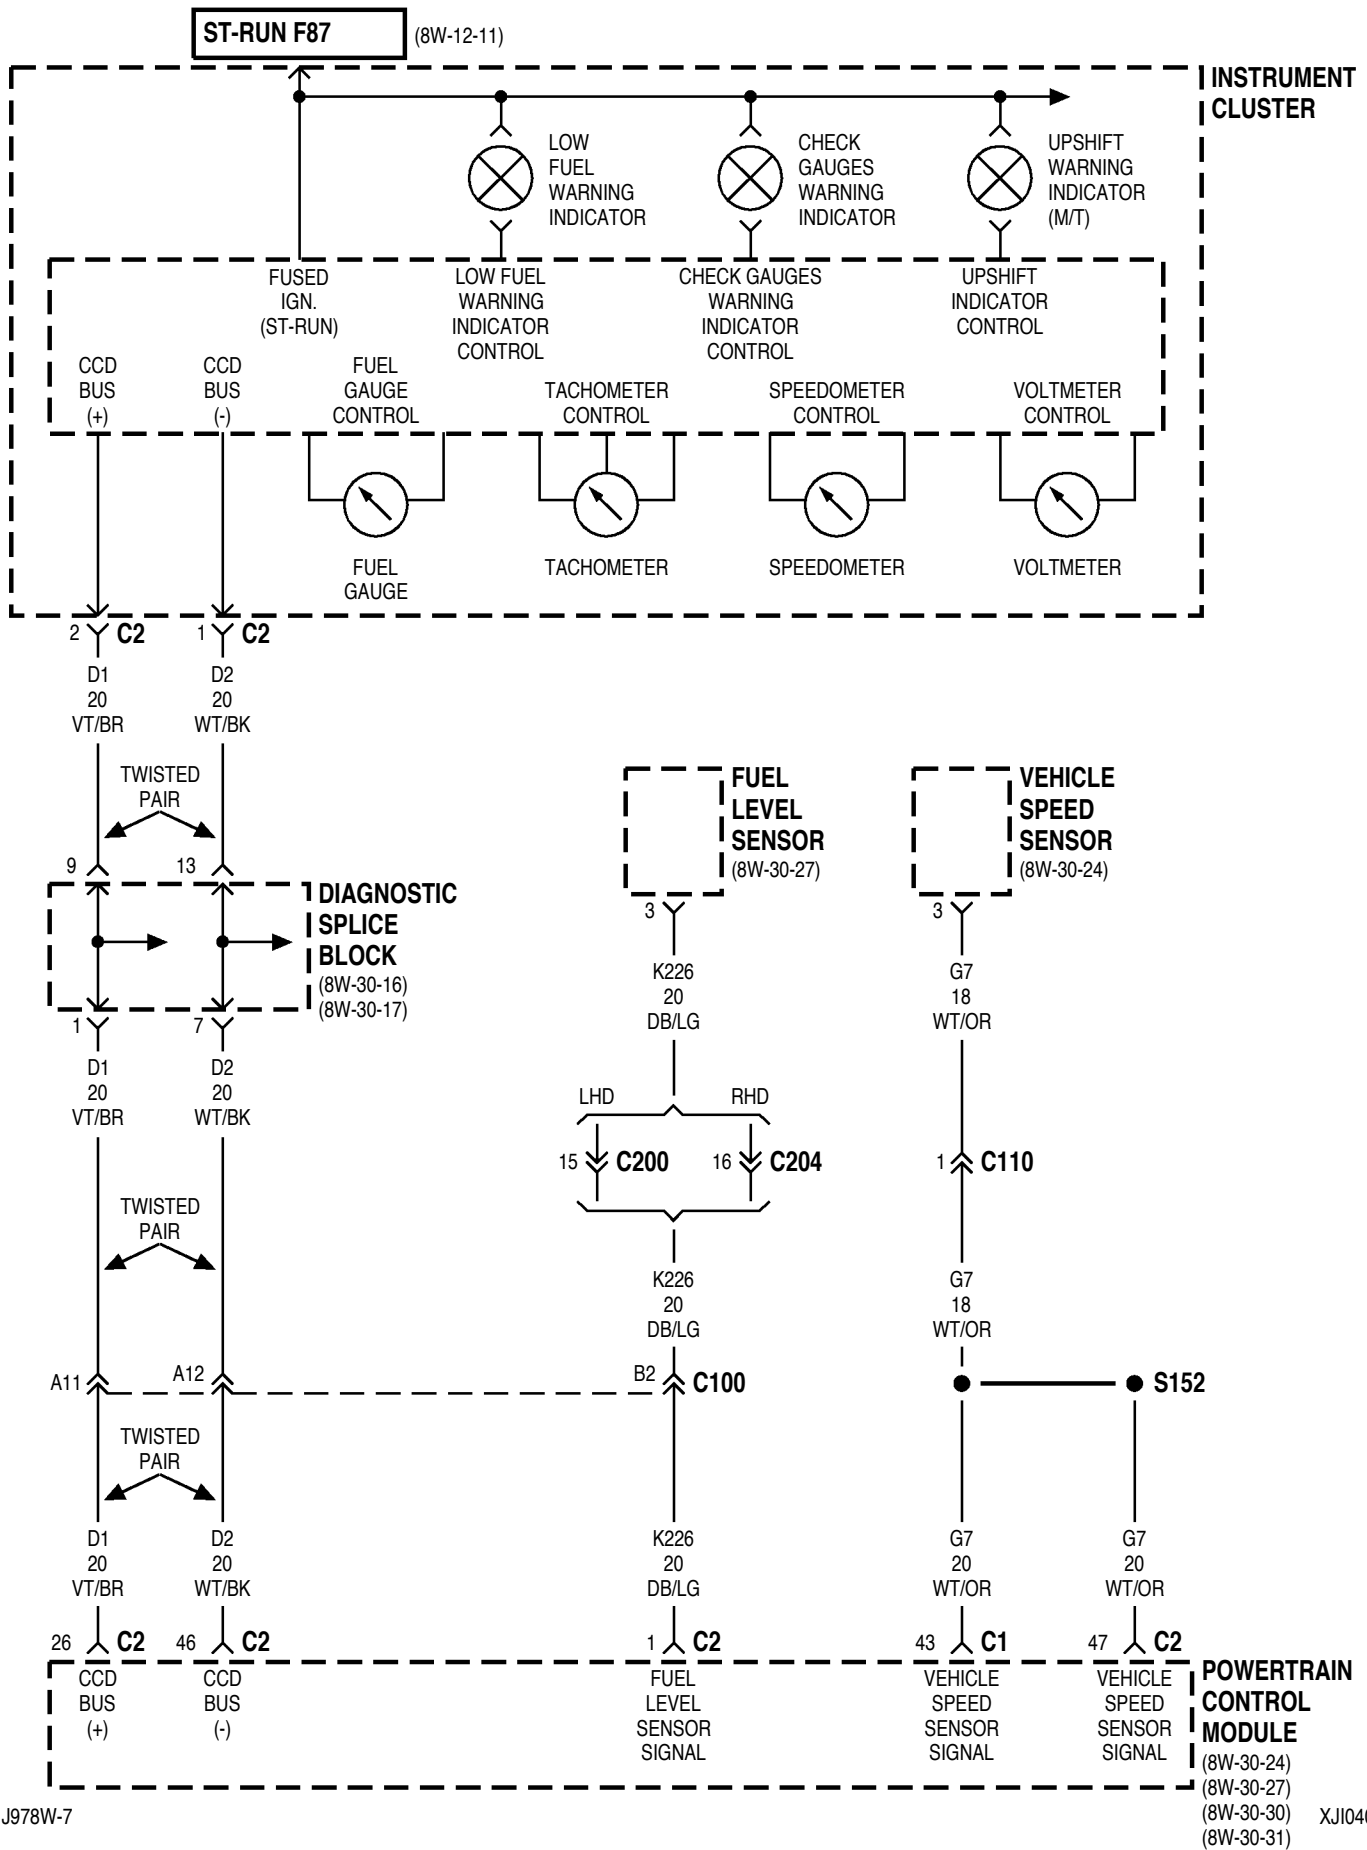 ST-RUN F87
(8W-12-11)
INSTRUMENT
CLUSTER
LOW
FUEL
WARNING
INDICATOR
CHECK
GAUGES
WARNING
INDICATOR
UPSHIFT
WARNING
INDICATOR
(M/T)
FUSED
IGN.
(ST-RUN)
LOW FUEL
WARNING
INDICATOR
CONTROL
CHECK GAUGES
WARNING
INDICATOR
CONTROL
UPSHIFT
INDICATOR
CONTROL
CCD
BUS
(+)
CCD
BUS
(-)
FUEL
GAUGE
CONTROL
TACHOMETER
CONTROL
SPEEDOMETER
CONTROL
VOLTMETER
CONTROL
FUEL
GAUGE
TACHOMETER
SPEEDOMETER
VOLTMETER
2 C2
1 C2
D1
20
VT/BR
D2
20
WT/BK
TWISTED
PAIR
9
13
DIAGNOSTIC
SPLICE
BLOCK
(8W-30-16)
(8W-30-17)
FUEL
LEVEL
SENSOR
(8W-30-27)
VEHICLE
SPEED
SENSOR
(8W-30-24)
3
3
K226
20
DB/LG
G7
18
WT/OR
1
7
D1
20
VT/BR
D2
20
WT/BK
LHD
RHD
15 C200
16 C204
1 C110
TWISTED
PAIR
K226
20
DB/LG
G7
18
WT/OR
A11
A12
B2 C100
S152
TWISTED
PAIR
D1
20
VT/BR
D2
20
WT/BK
K226
20
DB/LG
G7
20
WT/OR
G7
20
WT/OR
26 C2
46 C2
1 C2
43 C1
47 C2
CCD
BUS
(+)
CCD
BUS
(-)
FUEL
LEVEL
SENSOR
SIGNAL
VEHICLE
SPEED
SENSOR
SIGNAL
VEHICLE
SPEED
SENSOR
SIGNAL
POWERTRAIN
CONTROL
MODULE
(8W-30-24)
(8W-30-27)
(8W-30-30)
(8W-30-31)
J978W-7